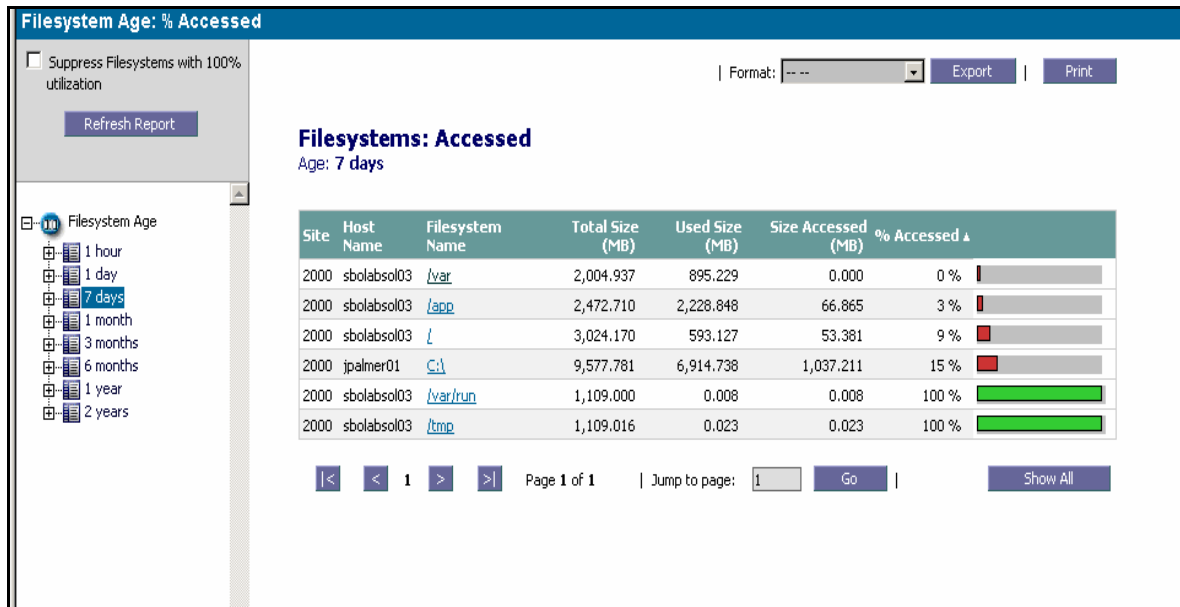 Filesystem Age: % Accessed
Suppress Filesystems with 100%
utilization
Refresh Report
| Format: -- -- Export | Print
Filesystems: Accessed
Age: 7 days
Filesystem Age
1 hour
1 day
7 days
1 month
3 months
6 months
1 year
2 years
Site Host Name Filesystem Name Total Size (MB) Used Size (MB) Size Accessed (MB) % Accessed
2000 sbolabsol03 /var 2,004.937 895.229 0.000 0 %
2000 sbolabsol03 /app 2,472.710 2,228.848 66.865 3 %
2000 sbolabsol03 / 3,024.170 593.127 53.381 9 %
2000 jpalmer01 C:\ 9,577.781 6,914.738 1,037.211 15 %
2000 sbolabsol03 /var/run 1,109.000 0.008 0.008 100 %
2000 sbolabsol03 /tmp 1,109.016 0.023 0.023 100 %
|< < 1 > >| Page 1 of 1 | Jump to page: 1 Go | Show All